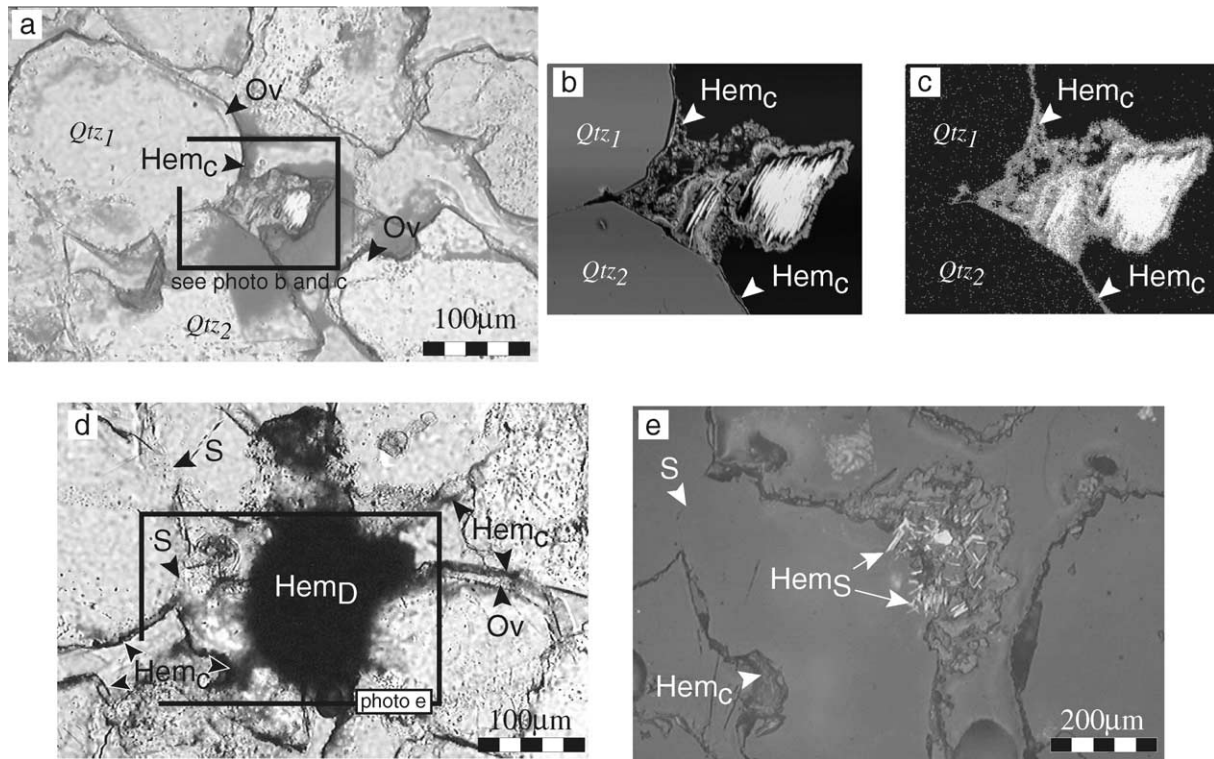 a
Ov
Qtz1
HemC
Ov
see photo b and c
Qtz2
100µm
b
HemC
Qtz1
Qtz2
HemC
c
HemC
Qtz1
Qtz2
HemC
d
S
S
HemC
HemD
Ov
HemC
photo e
100µm
e
S
HemS
HemC
200µm